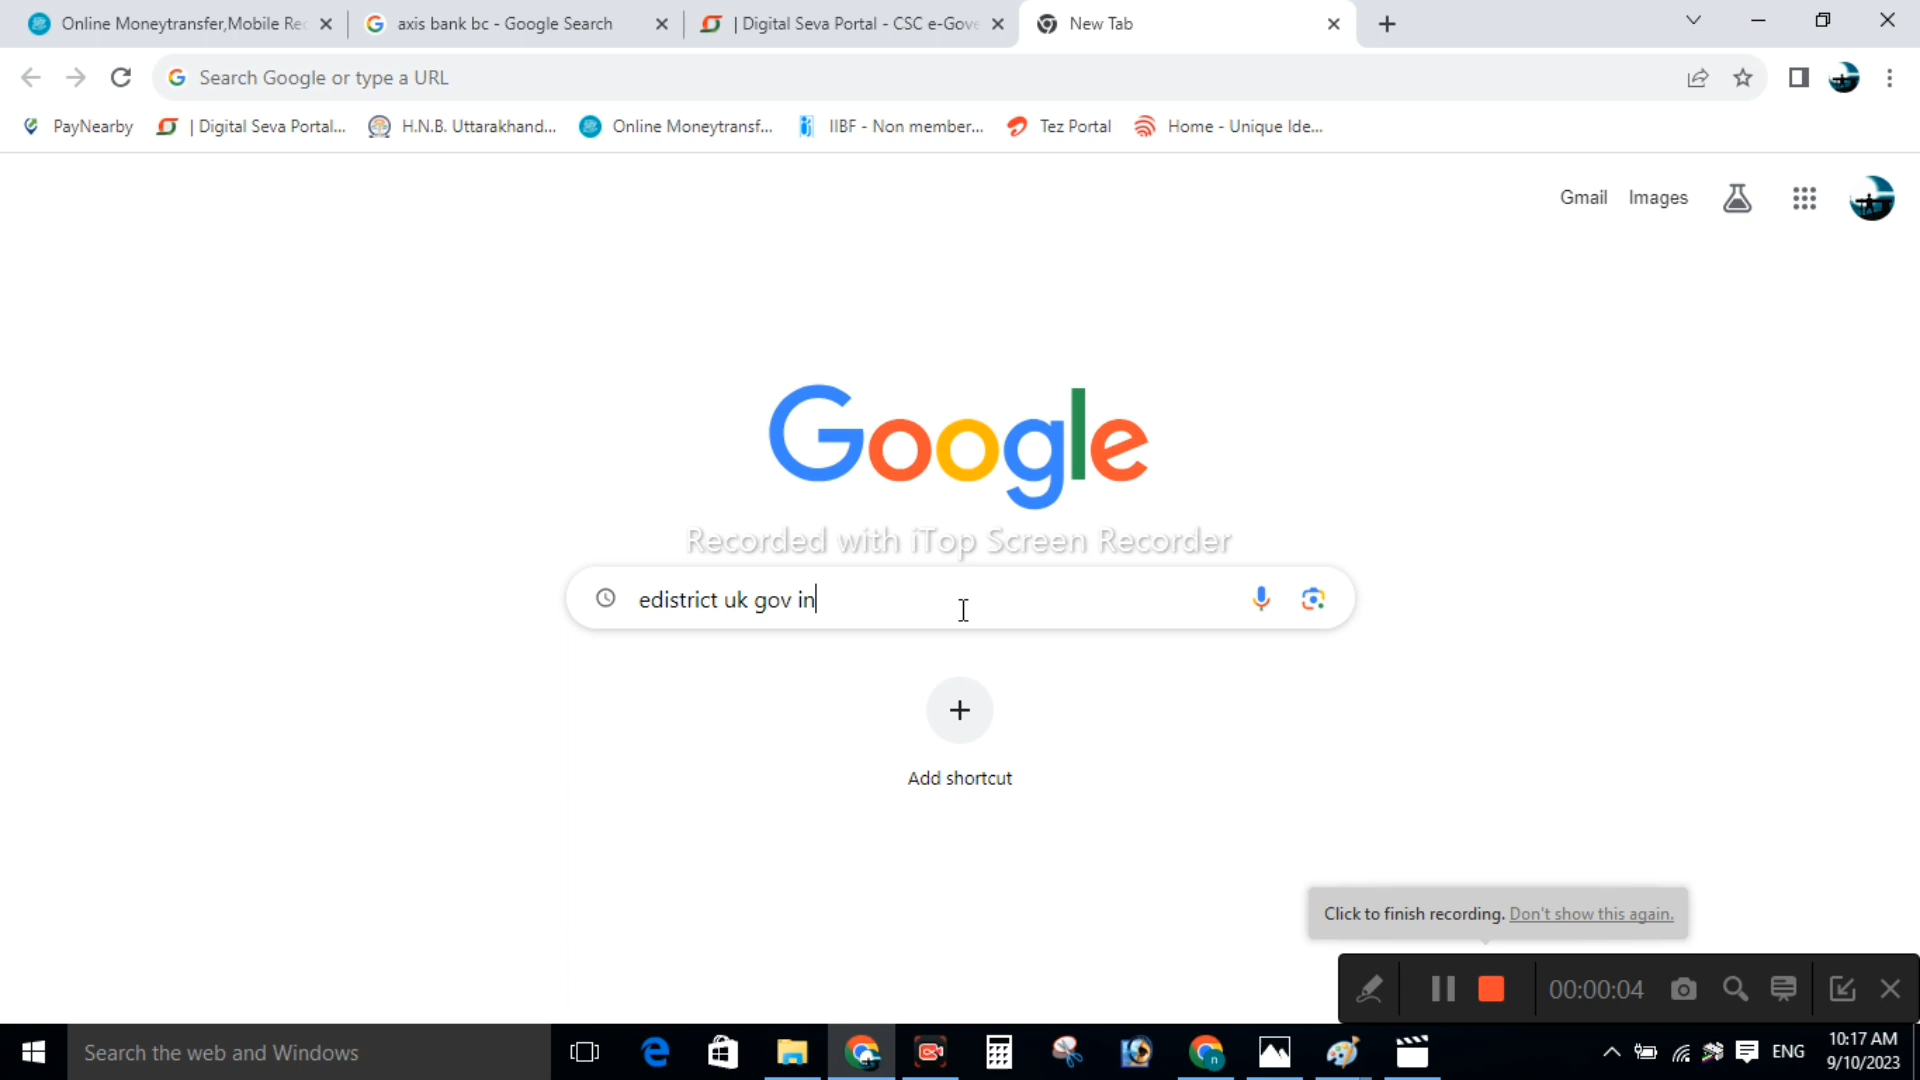 Online Moneytransfer,Mobile Rec
axis bank bc - Google Search
| Digital Seva Portal - CSC e-Gove
New Tab
Search Google or type a URL
PayNearby
| Digital Seva Portal...
H.N.B. Uttarakhand...
Online Moneytransf...
IIBF - Non member...
Tez Portal
Home - Unique Ide...
Gmail
Images
Google
Recorded with iTop Screen Recorder
edistrict uk gov in
Add shortcut
Click to finish recording. Don't show this again.
00:00:04
Search the web and Windows
ENG
10:17 AM
9/10/2023